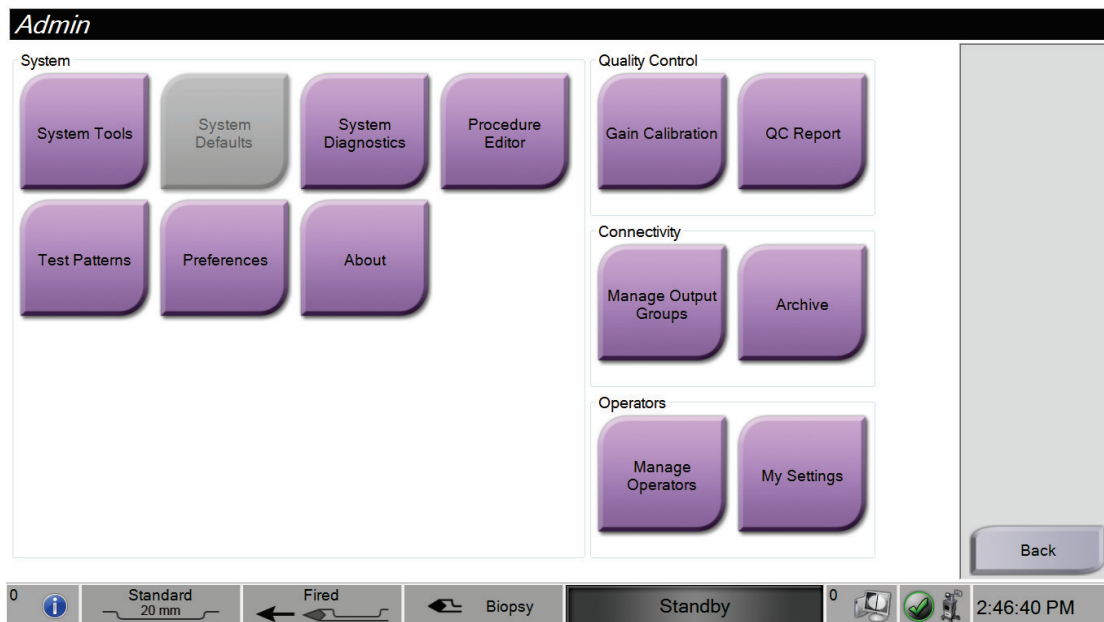 Admin
System
System Tools
System
Defaults
System
Diagnostics
Procedure
Editor
Test Patterns
Preferences
About
Quality Control
Gain Calibration
QC Report
Connectivity
Manage Output
Groups
Archive
Operators
Manage
Operators
My Settings
Back
0
Standard
20 mm
Fired
Biopsy
Standby
0
2:46:40 PM